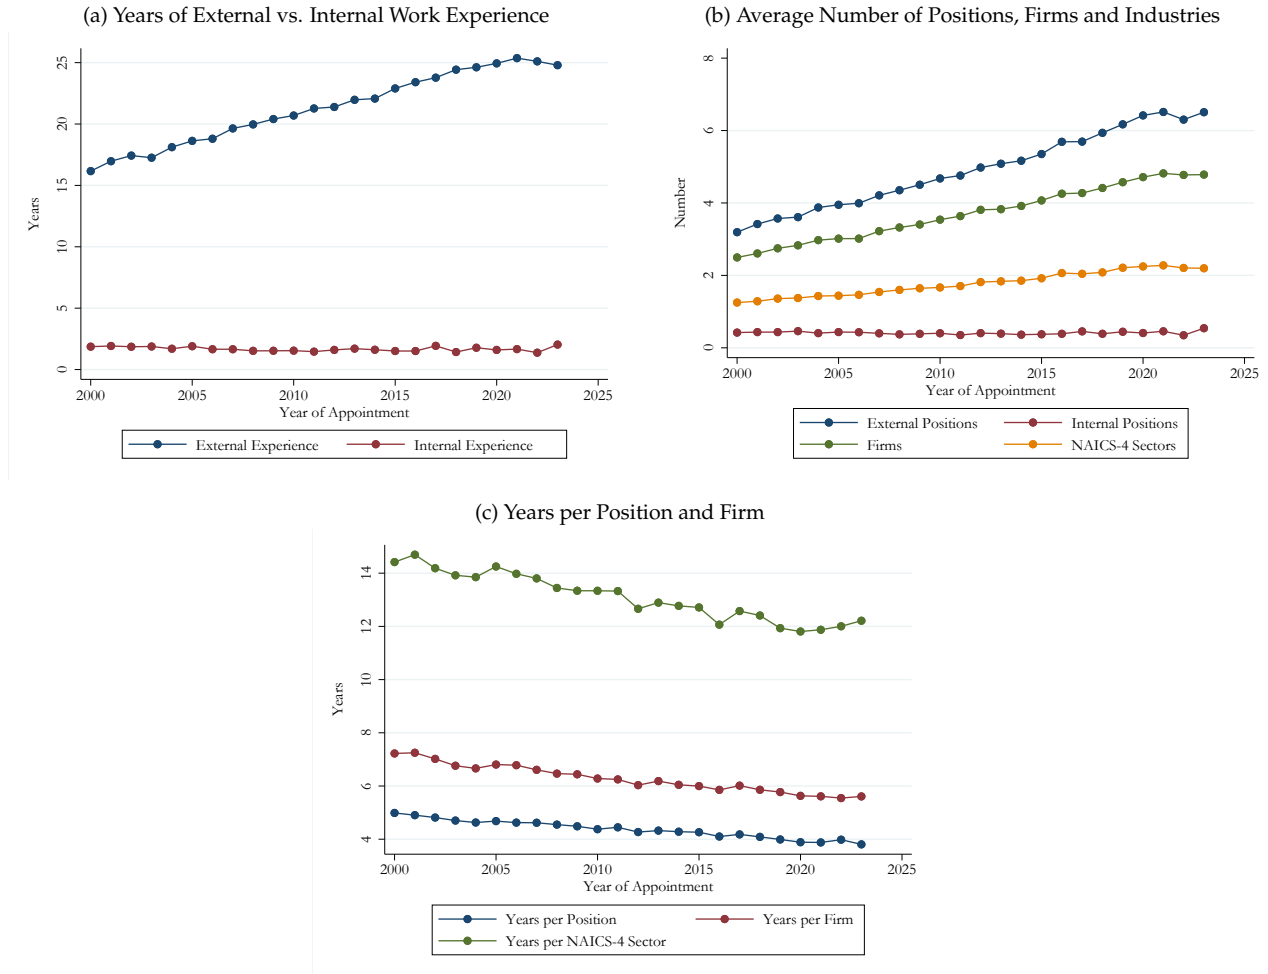 (a) Years of External vs. Internal Work Experience
Years
25
20
15
10
5
0
2000 2005 2010 2015 2020 2025
Year of Appointment
External Experience Internal Experience
(b) Average Number of Positions, Firms and Industries
Number
8
6
4
2
0
2000 2005 2010 2015 2020 2025
Year of Appointment
External Positions Internal Positions
Firms NAICS-4 Sectors
(c) Years per Position and Firm
Years
14
12
10
8
6
4
2000 2005 2010 2015 2020 2025
Year of Appointment
Years per Position Years per Firm
Years per NAICS-4 Sector